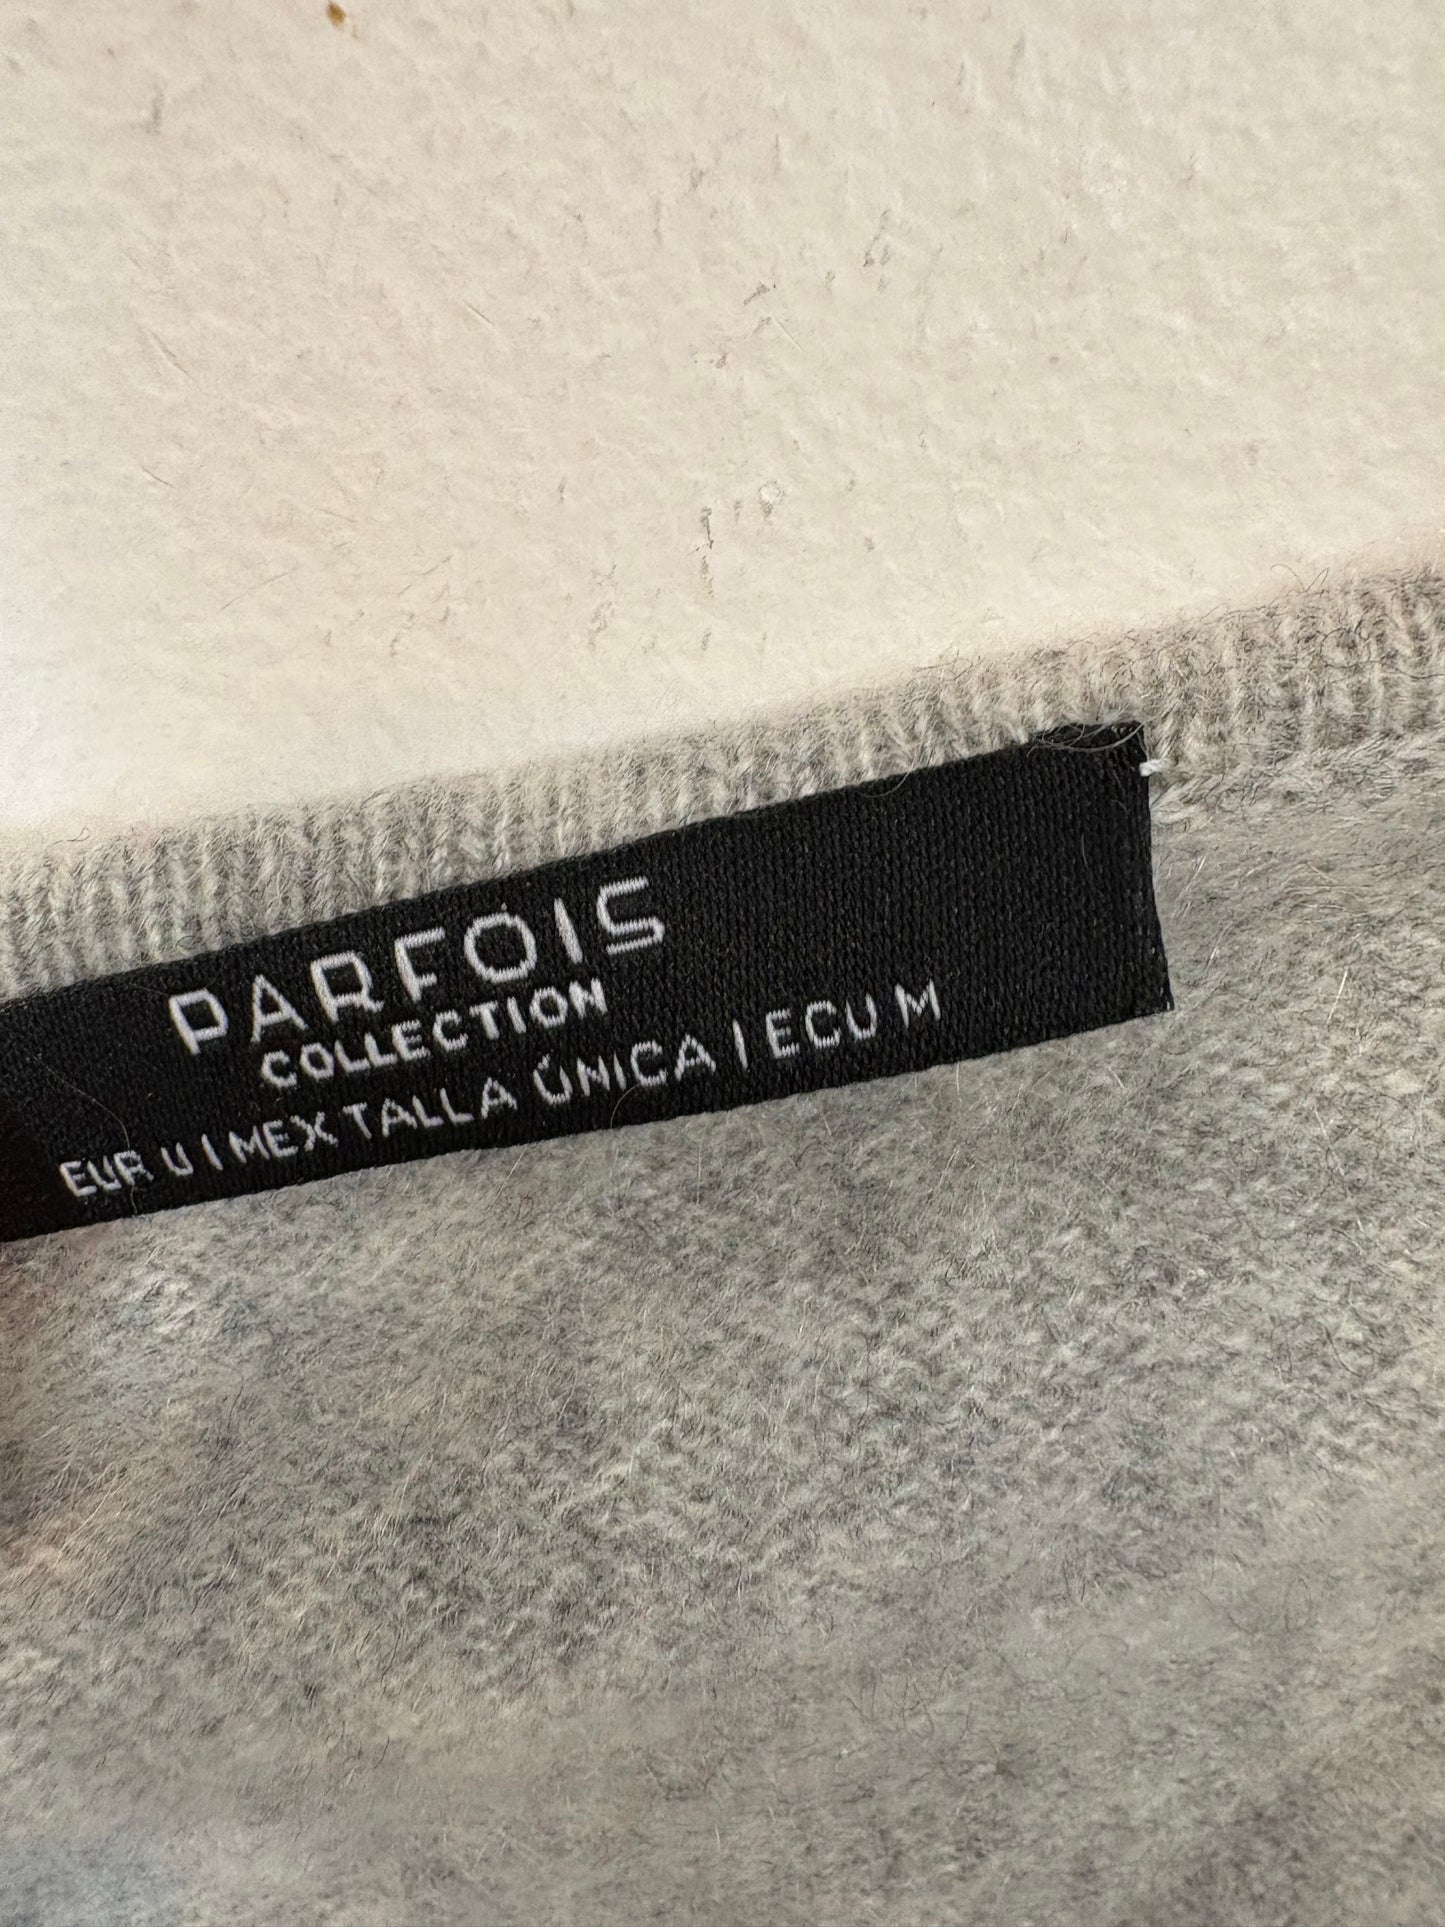 PARFOIS
COLLECTION
EUR U | MEX TALLA ÚNICA | ECU M